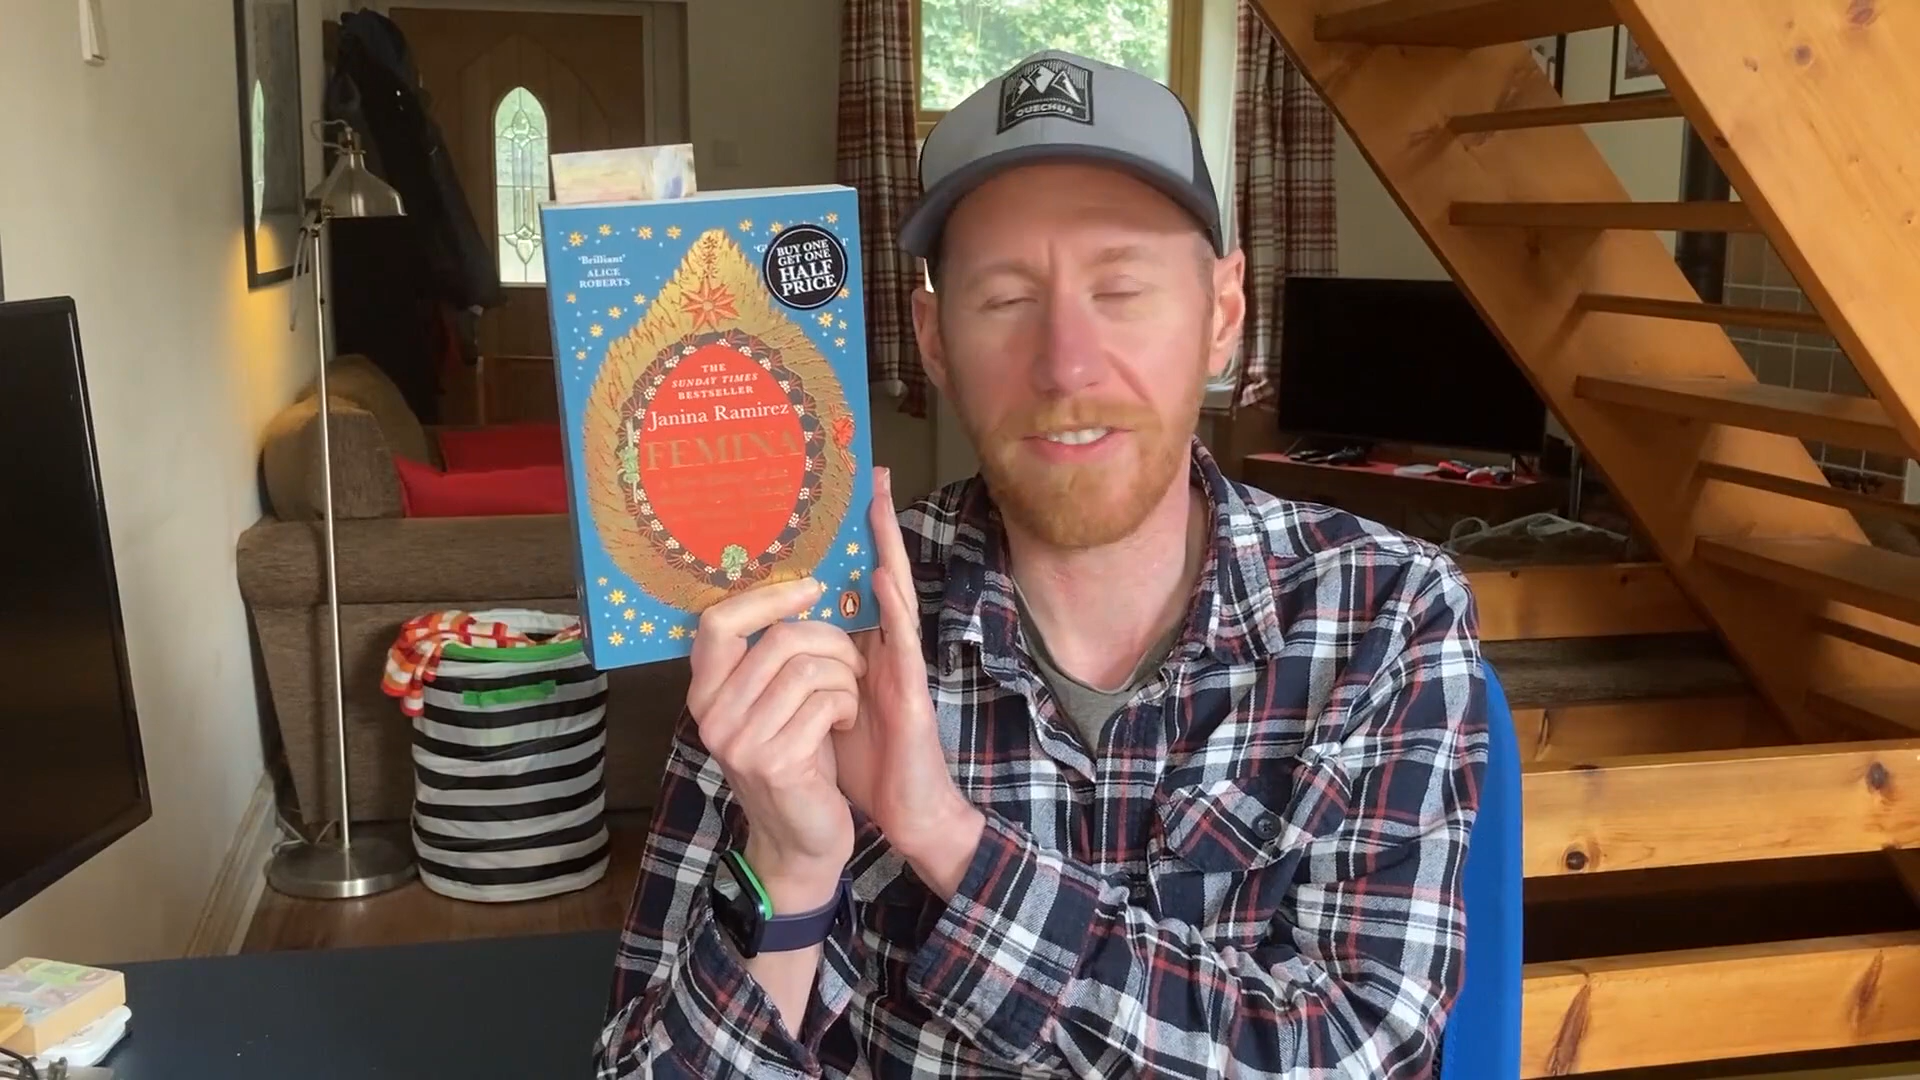 QUECHUA
'Brilliant'
ALICE
ROBERTS
BUY ONE
GET ONE
HALF
PRICE
THE
SUNDAY TIMES
BESTSELLER
Janina Ramirez
FEMINA